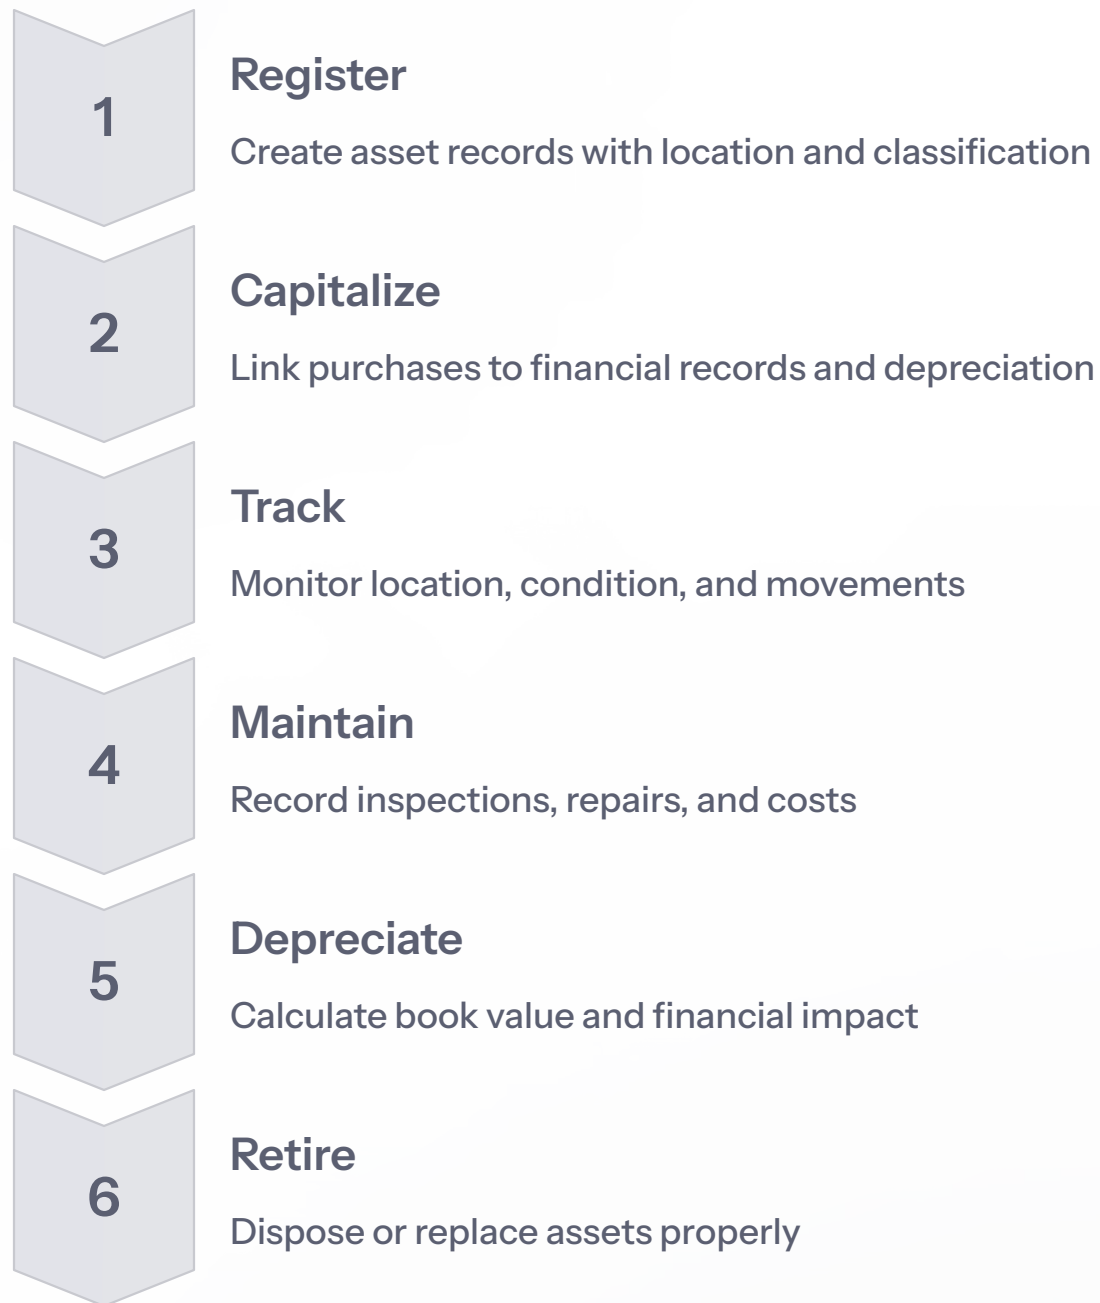 1
Register
Create asset records with location and classification
2
Capitalize
Link purchases to financial records and depreciation
3
Track
Monitor location, condition, and movements
4
Maintain
Record inspections, repairs, and costs
5
Depreciate
Calculate book value and financial impact
6
Retire
Dispose or replace assets properly